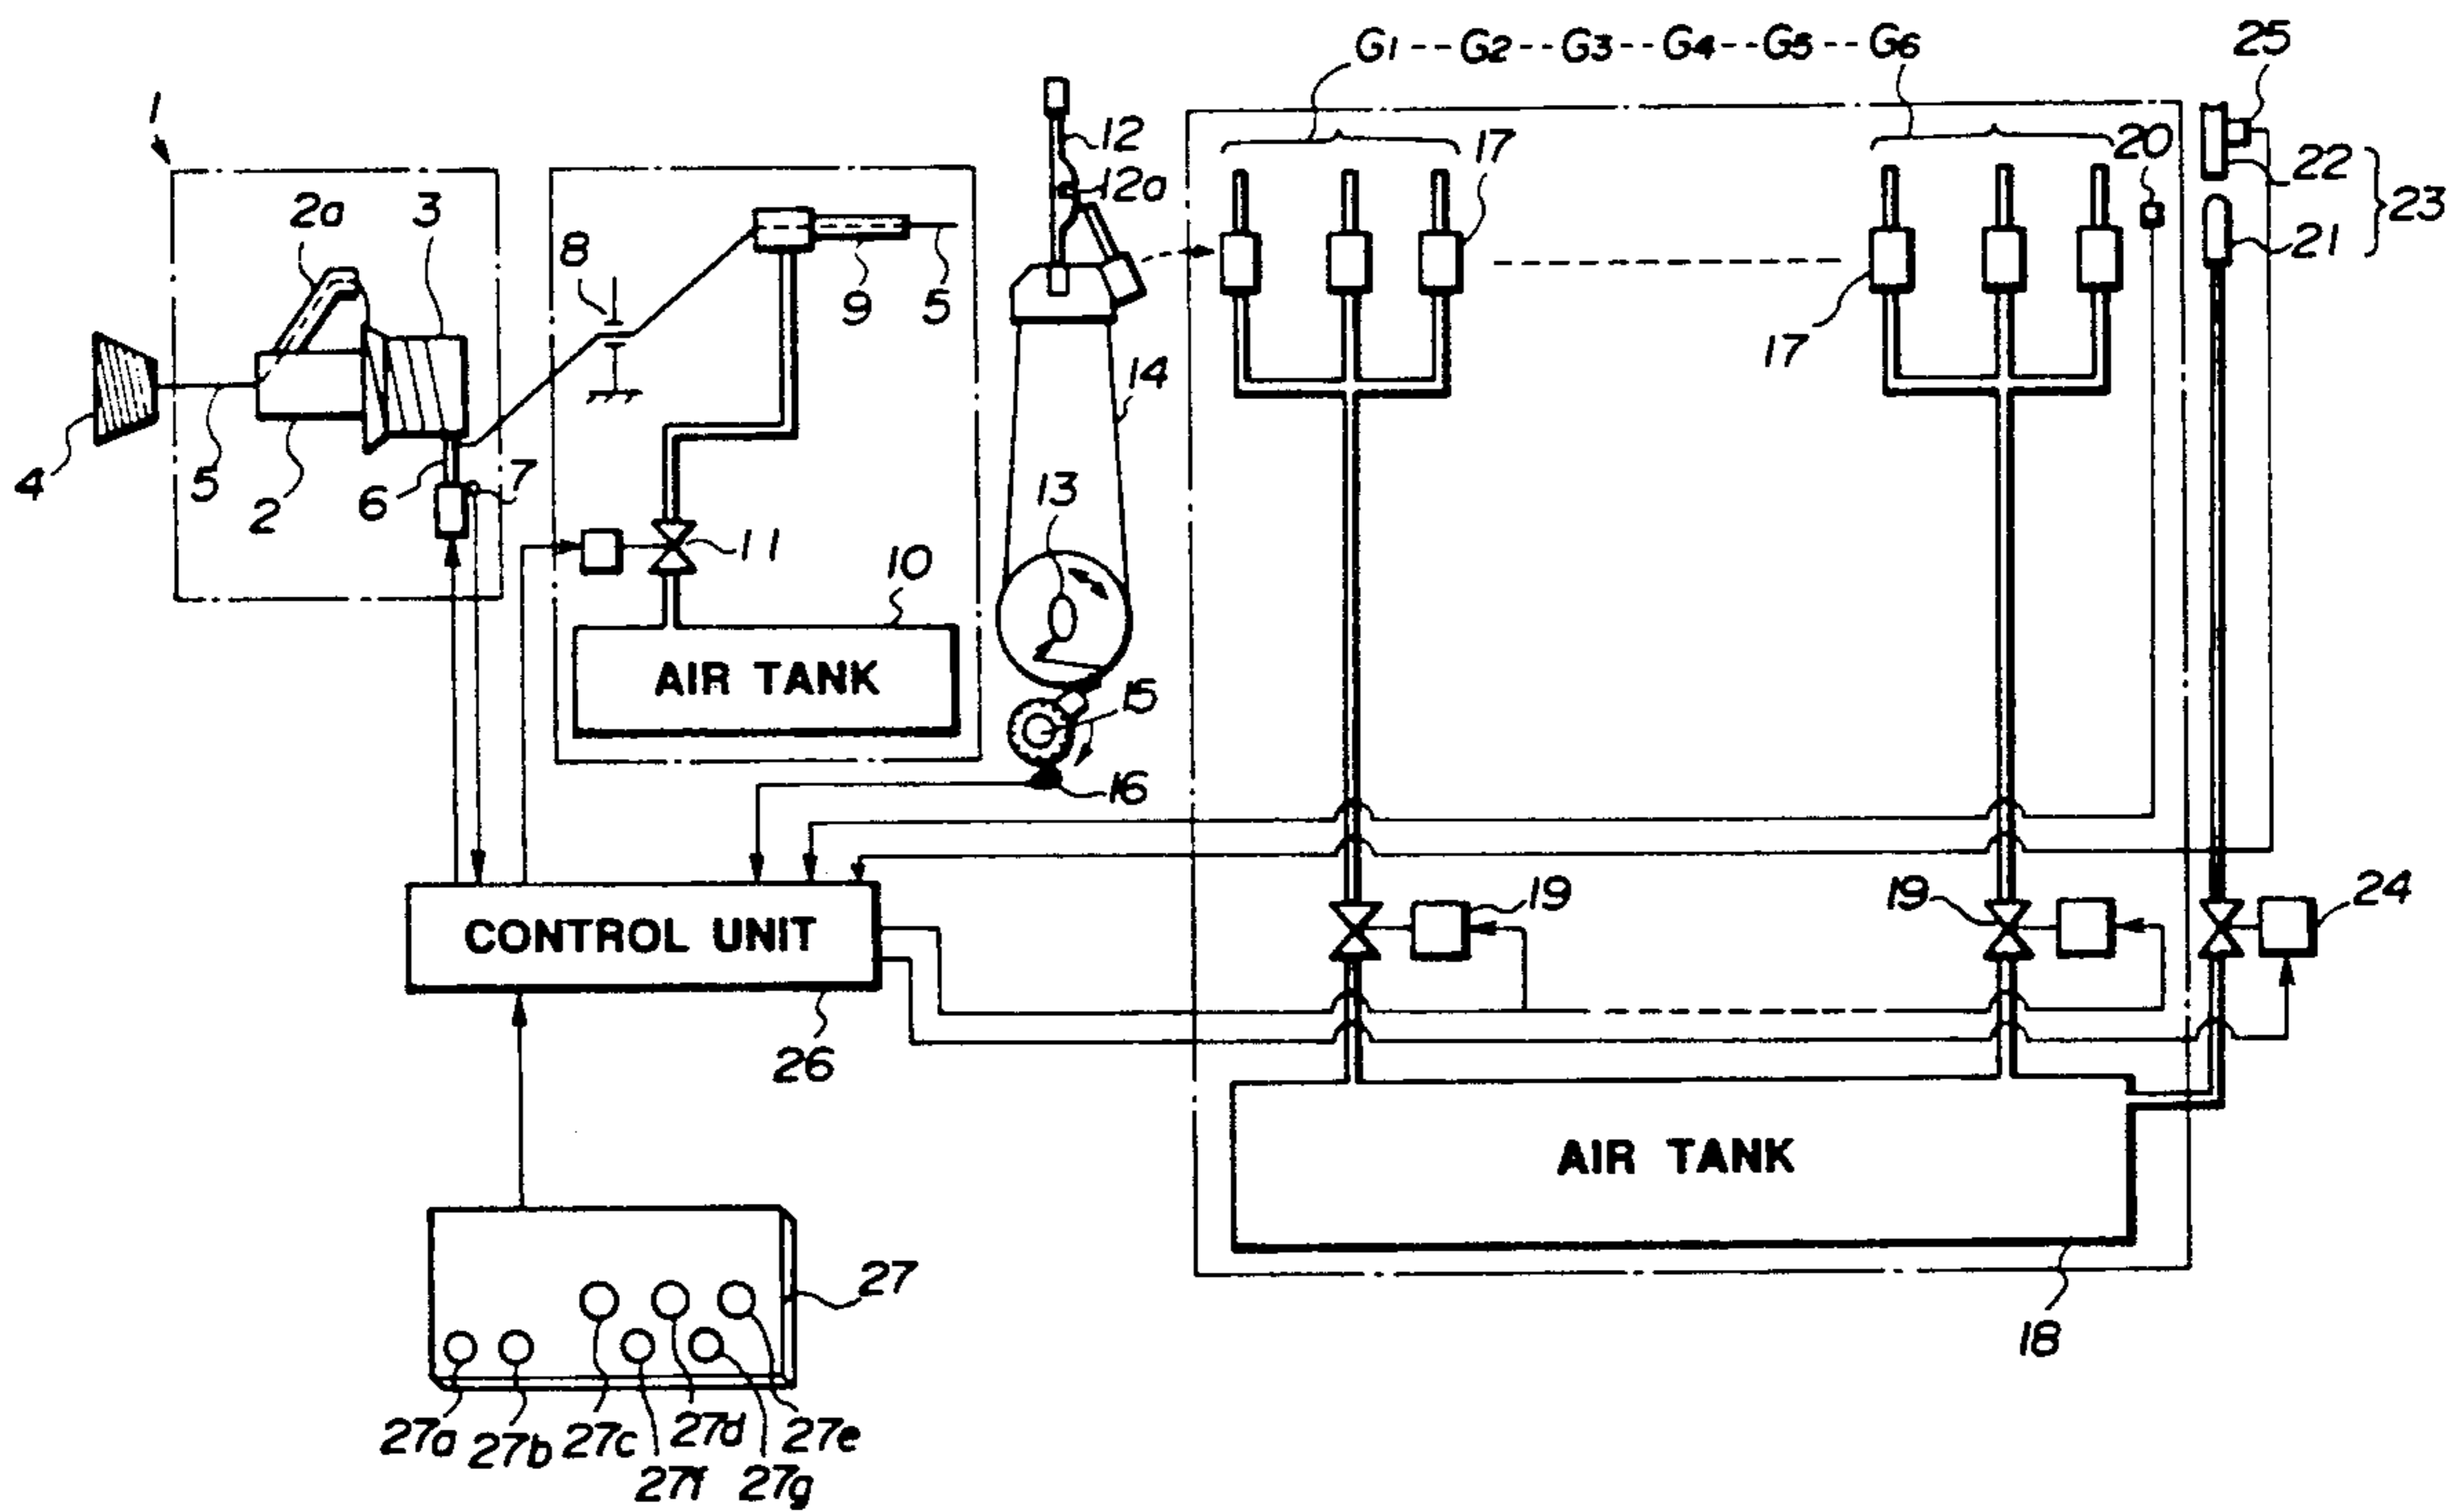 G1---G2--G3--G4--G5---G6
25
1
12
17
20
22
2a
3
12a
23
8
21
9
5
17
14
4
5
2
6
7
13
11
10
AIR TANK
15
16
19
19
24
CONTROL UNIT
26
AIR TANK
27
18
27a
27b
27c
27d
27e
27f
27g